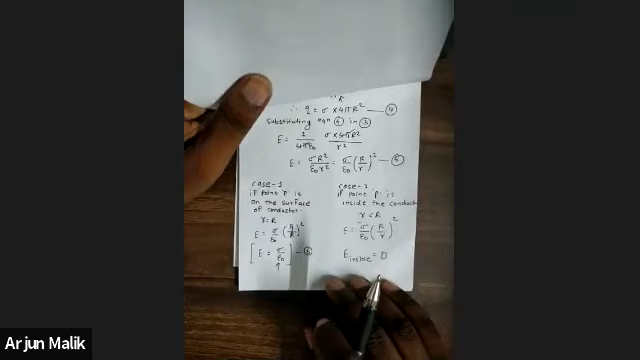 ∴ q = σ × 4πR² —— ④
Substituting eqn ④ in ③
E = 1/4πε₀ σ × 4πR²/r²
E = σR²/ε₀r² = σ/ε₀ (R/r)² —— ⑤
case-1
if point 'P' is
on the surface
of conductor.
r = R
E = σ/ε₀ (R/R)²
[E = σ/ε₀] —⑥
case-2
if point 'P' is
inside the conduct
r < R
E = σ/ε₀ (R/r)²
E inside = 0
Arjun Malik